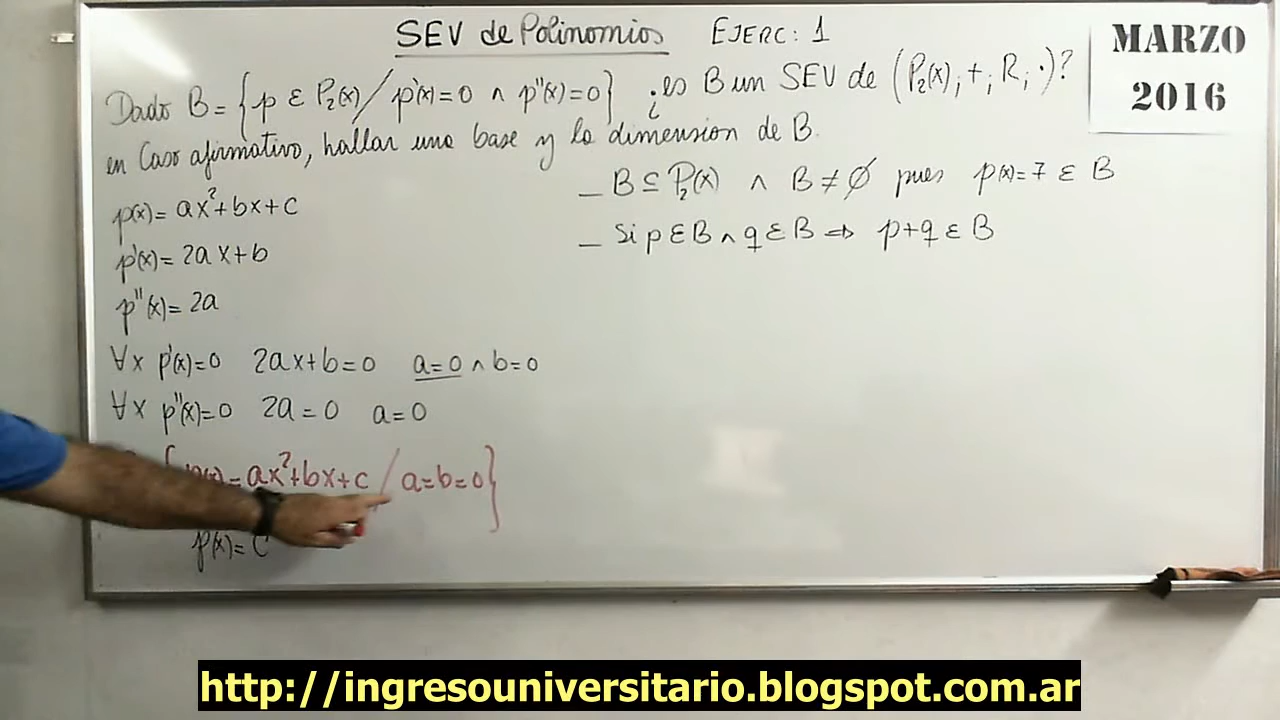 SEV de Polinomios EJERC: 1
MARZO
2016
Dado B = { p ε P₂(x) / p'(x)=0 ∧ p''(x)=0 } ¿es B un SEV de (P₂(x), +, R, ·)?
en Caso afirmativo, hallar una base y la dimension de B.
p(x)= ax²+bx+c
p'(x)= 2ax+b
p''(x)= 2a
∀x p'(x)=0 2ax+b=0 a=0 ∧ b=0
∀x p''(x)=0 2a=0 a=0
{ p(x)= ax²+bx+c / a=b=0 }
p(x)= C
_ B ⊆ P₂(x) ∧ B ≠ ∅ pues p(x)=7 ε B
_ Si p ε B ∧ q ε B ⇒ p+q ε B
http://ingresouniversitario.blogspot.com.ar